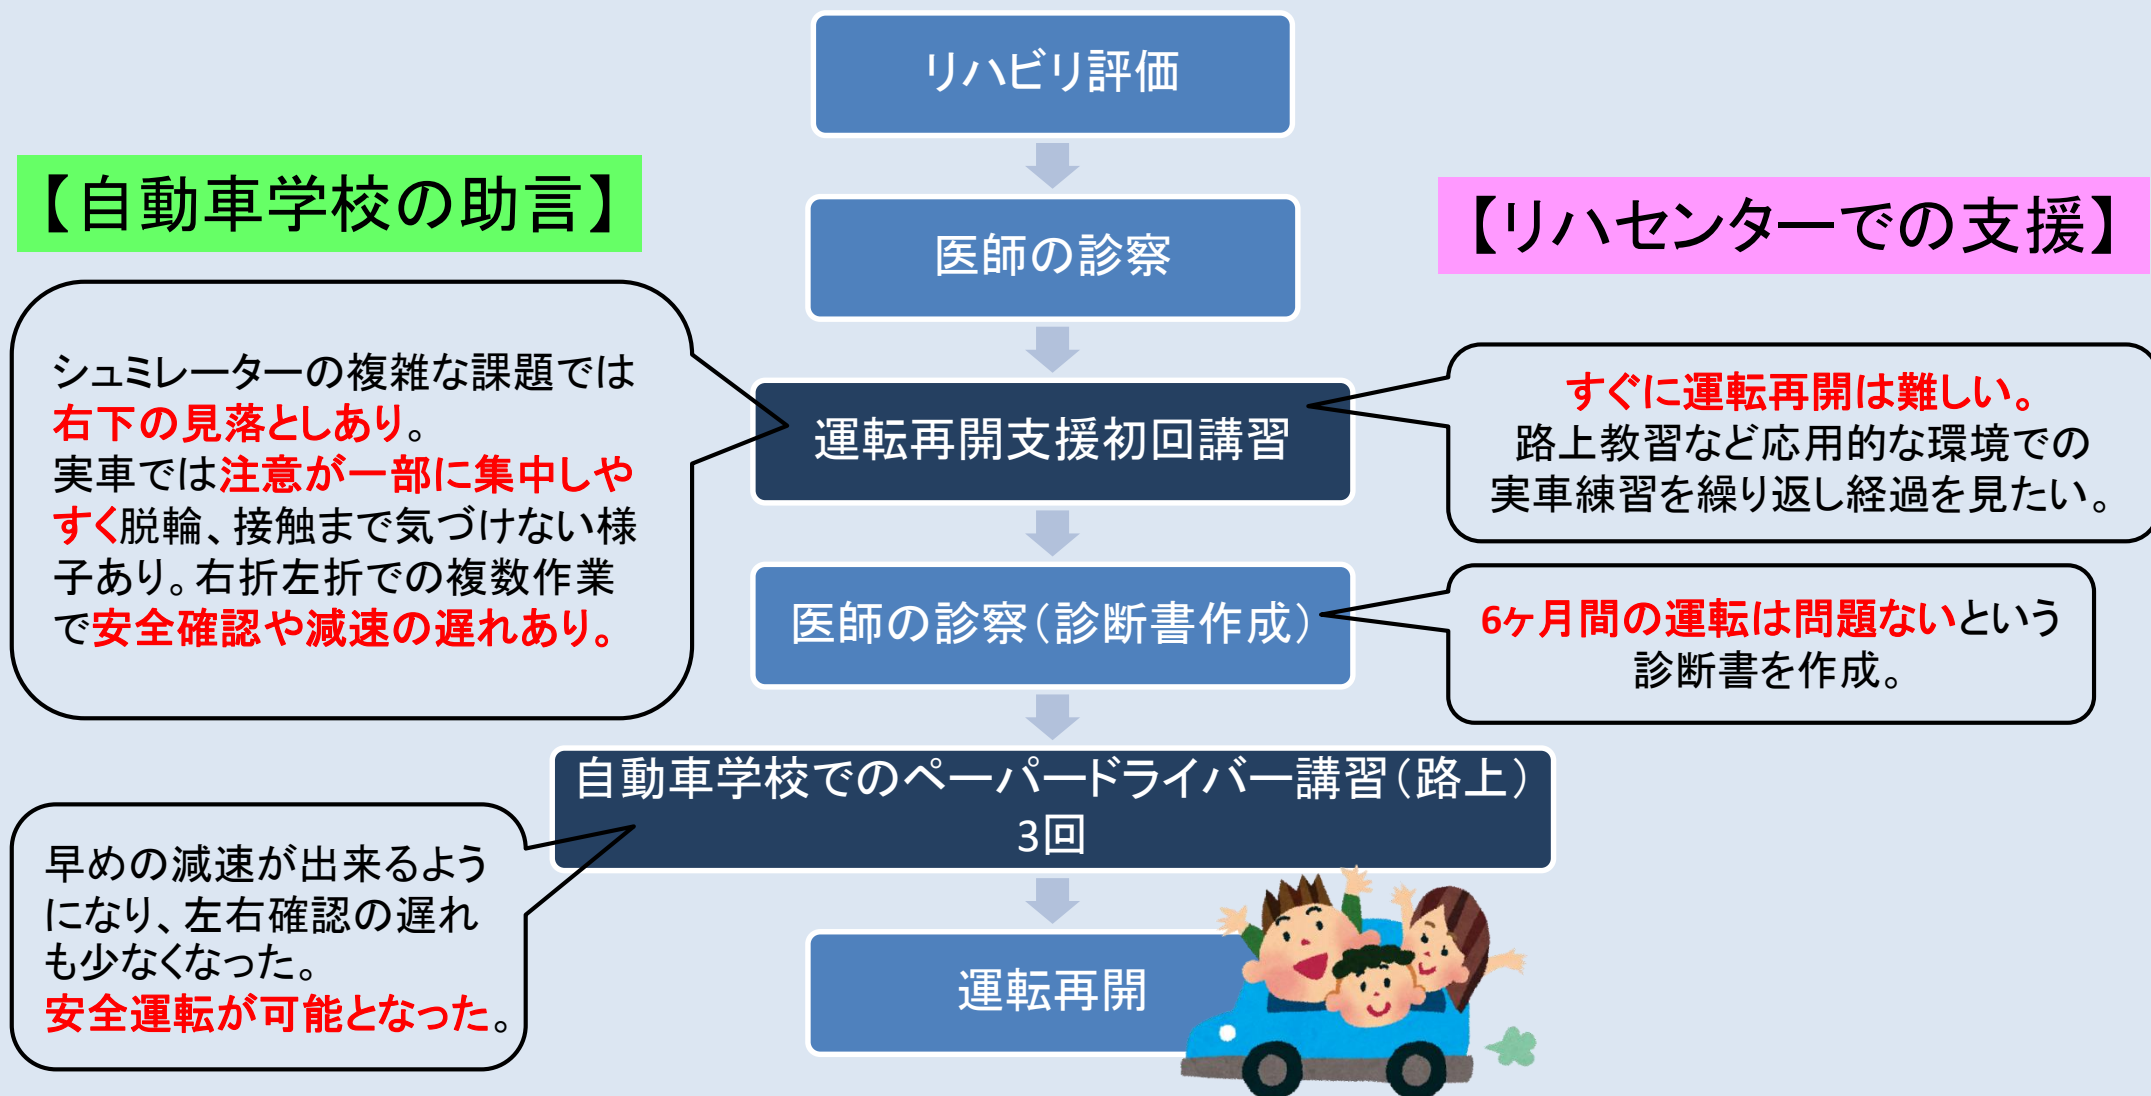 リハビリ評価
【自動車学校の助言】
医師の診察
【リハセンターでの支援】
シュミレーターの複雑な課題では
右下の見落としあり。
実車では注意が一部に集中しや
すく脱輪、接触まで気づけない様
子あり。右折左折での複数作業
で安全確認や減速の遅れあり。
運転再開支援初回講習
すぐに運転再開は難しい。
路上教習など応用的な環境での
実車練習を繰り返し経過を見たい。
医師の診察（診断書作成）
6ヶ月間の運転は問題ないという
診断書を作成。
自動車学校でのペーパードライバー講習（路上）
3回
早めの減速が出来るよう
になり、左右確認の遅れ
も少なくなった。
安全運転が可能となった。
運転再開